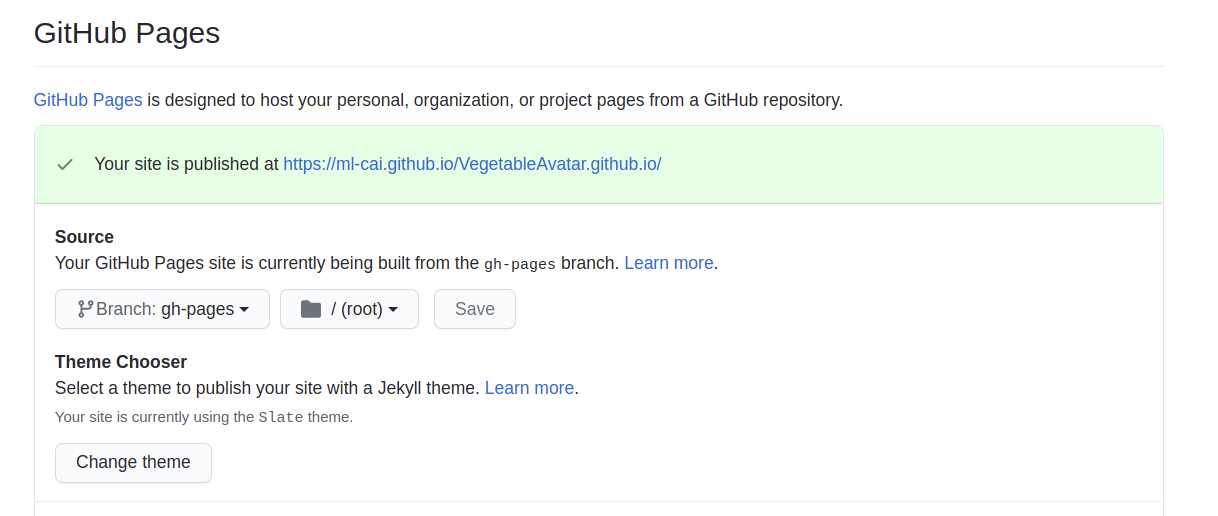 GitHub Pages
GitHub Pages is designed to host your personal, organization, or project pages from a GitHub repository.
Your site is published at https://ml-cai.github.io/VegetableAvatar.github.io/
Source
Your GitHub Pages site is currently being built from the gh-pages branch. Learn more.
Branch: gh-pages / (root) Save
Theme Chooser
Select a theme to publish your site with a Jekyll theme. Learn more.
Your site is currently using the Slate theme.
Change theme